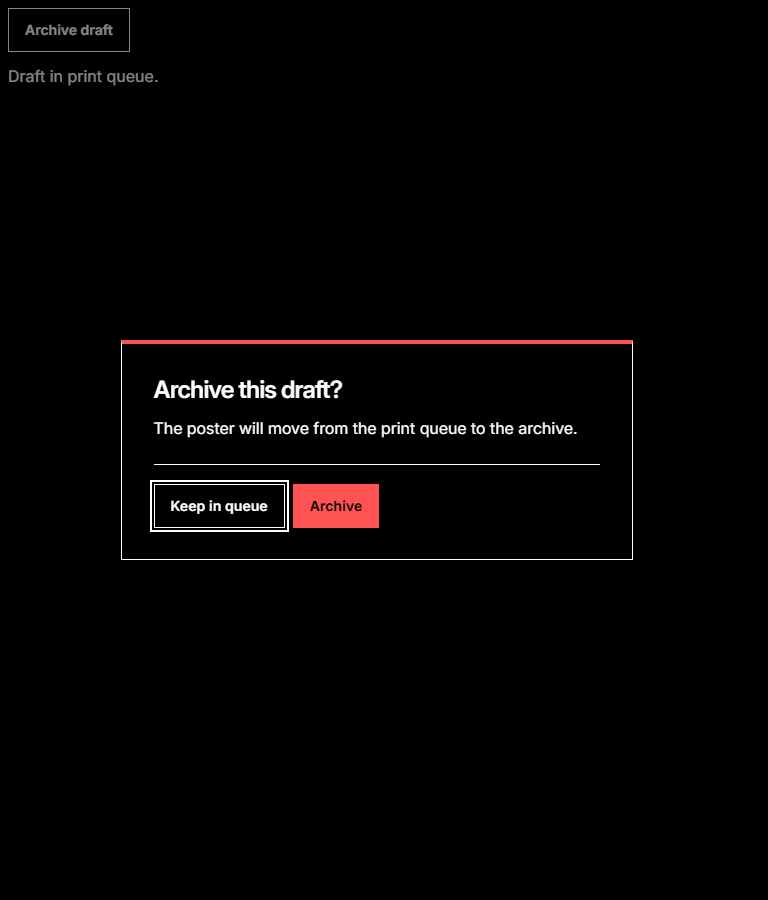 Archive draft
Draft in print queue.
Archive this draft?
The poster will move from the print queue to the archive.
Keep in queue Archive